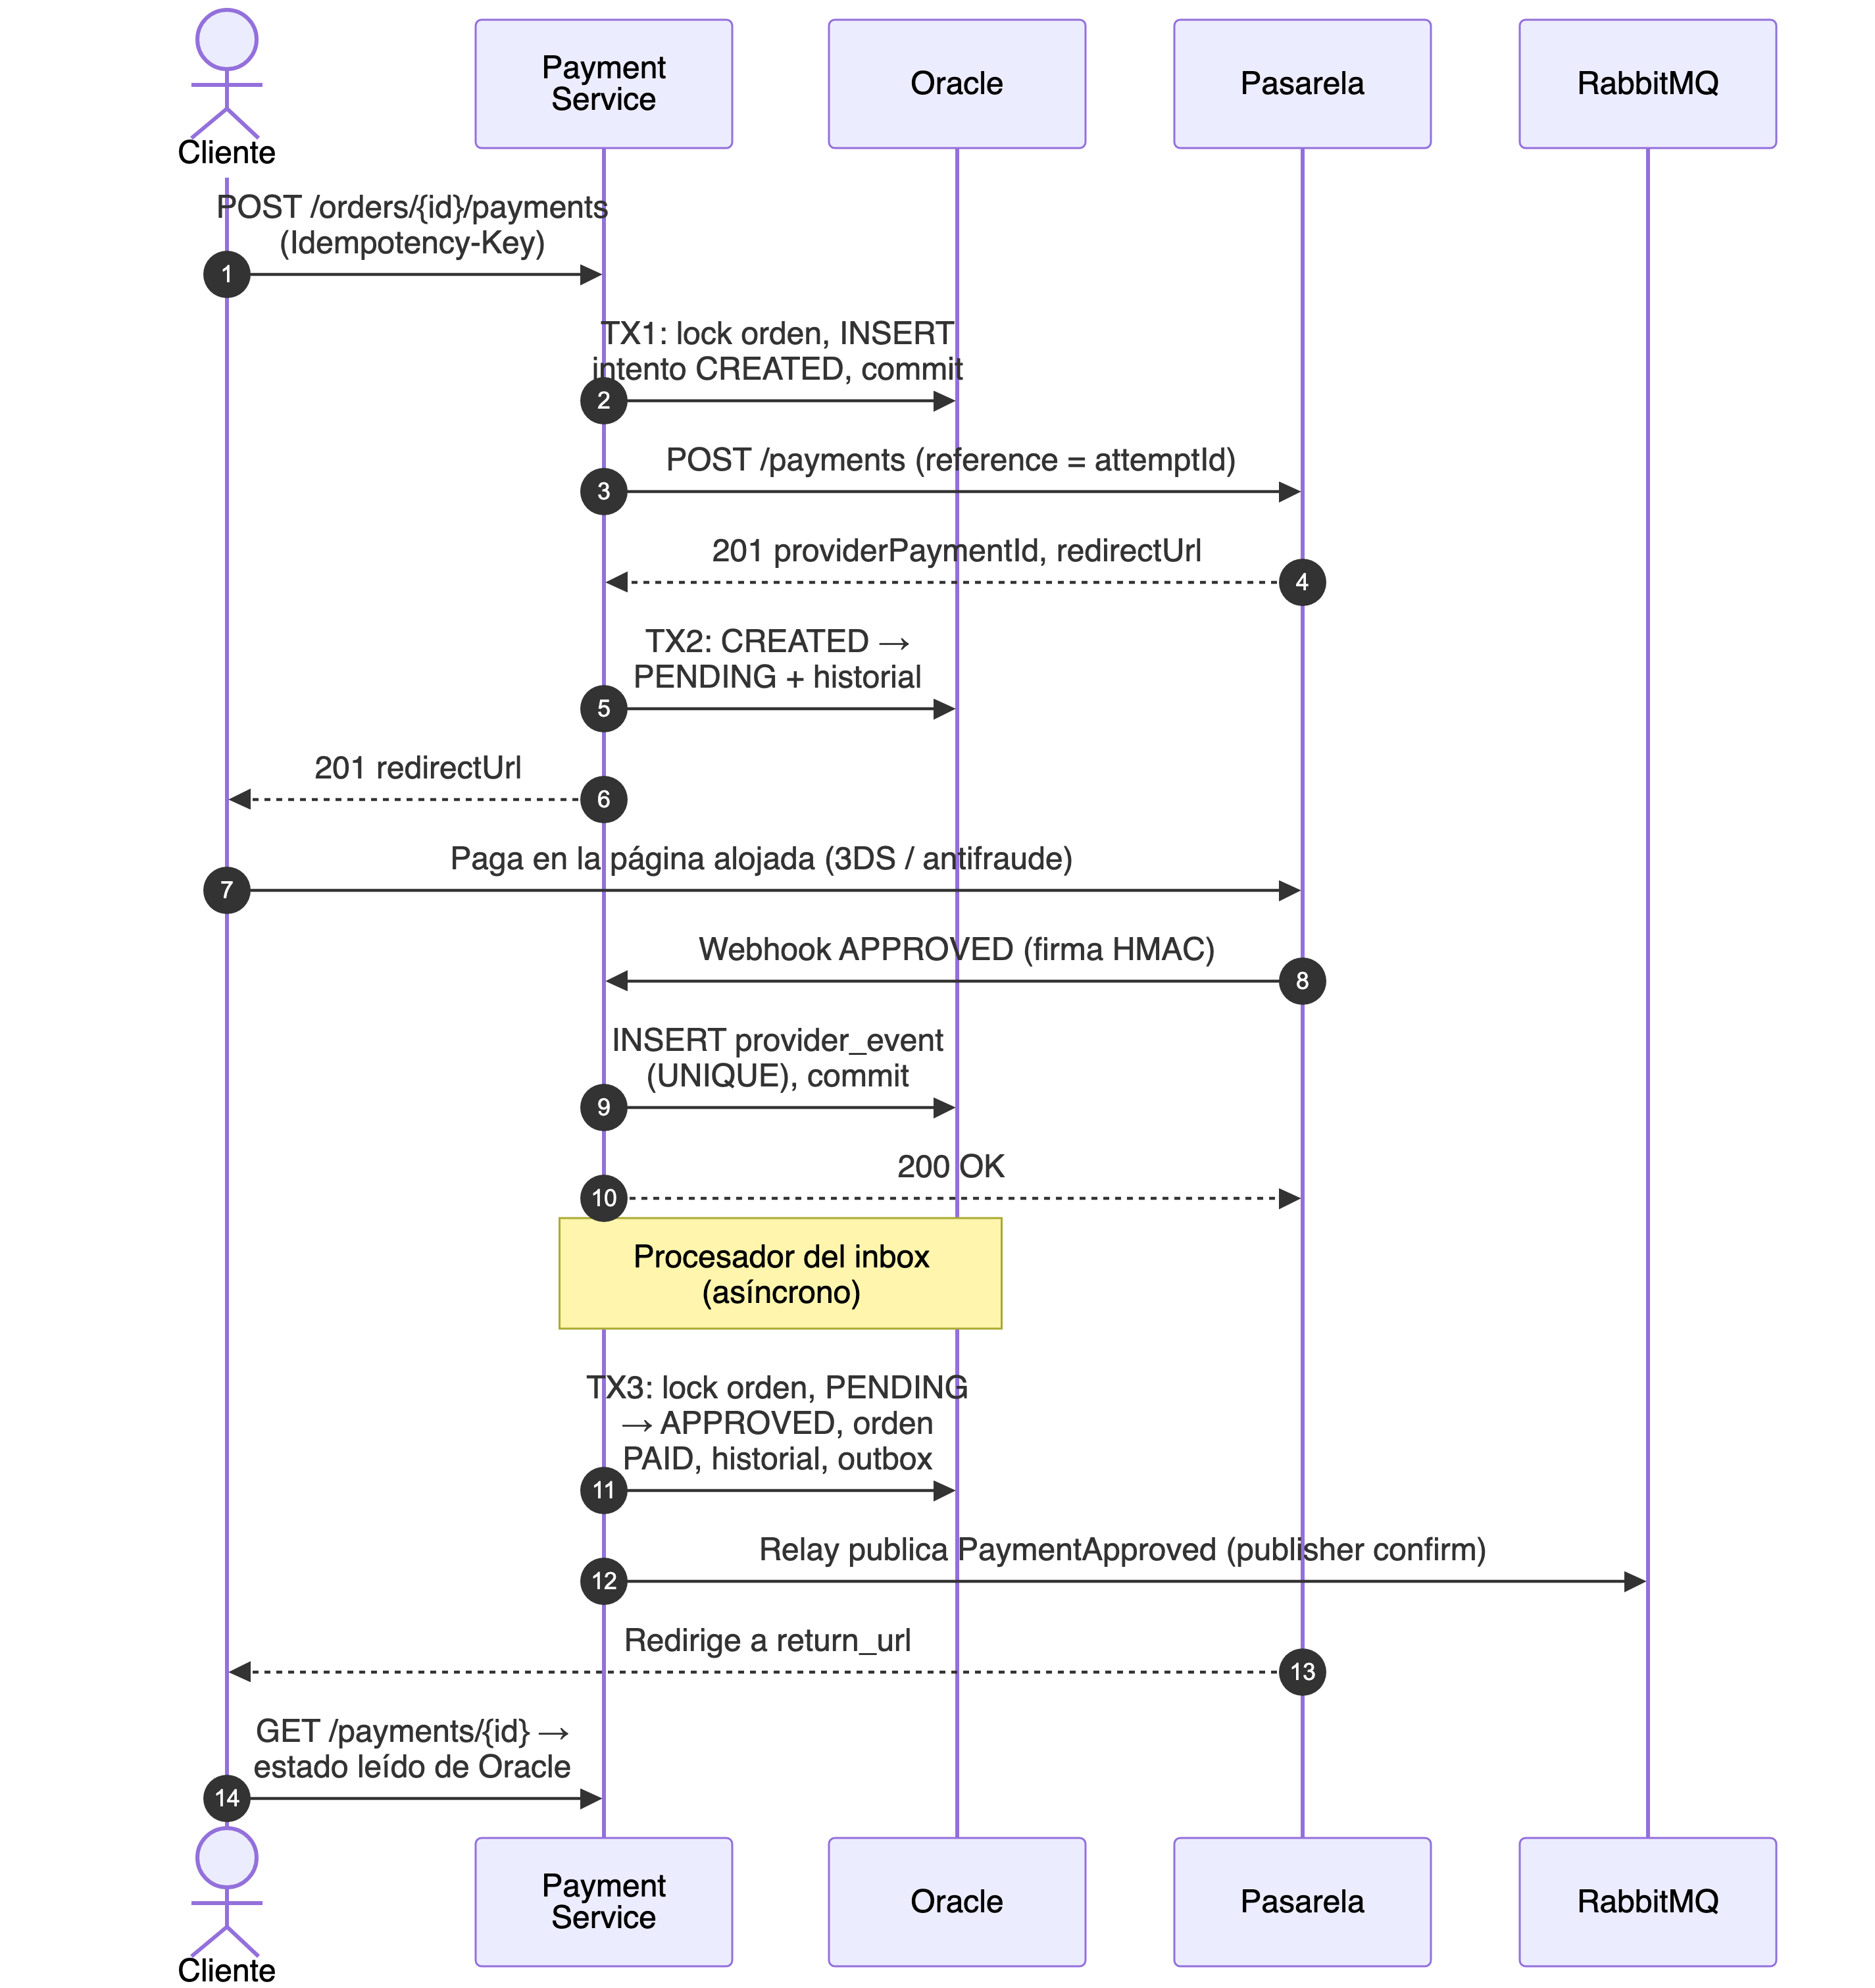 Cliente
Payment
Service
Oracle
Pasarela
RabbitMQ
POST /orders/{id}/payments
(Idempotency-Key)
1
TX1: lock orden, INSERT
intento CREATED, commit
2
POST /payments (reference = attemptId)
3
201 providerPaymentId, redirectUrl
4
TX2: CREATED →
PENDING + historial
5
201 redirectUrl
6
Paga en la página alojada (3DS / antifraude)
7
Webhook APPROVED (firma HMAC)
8
INSERT provider_event
(UNIQUE), commit
9
200 OK
10
Procesador del inbox
(asíncrono)
TX3: lock orden, PENDING
→ APPROVED, orden
PAID, historial, outbox
11
Relay publica PaymentApproved (publisher confirm)
12
Redirige a return_url
13
GET /payments/{id} →
estado leído de Oracle
14
Cliente
Payment
Service
Oracle
Pasarela
RabbitMQ